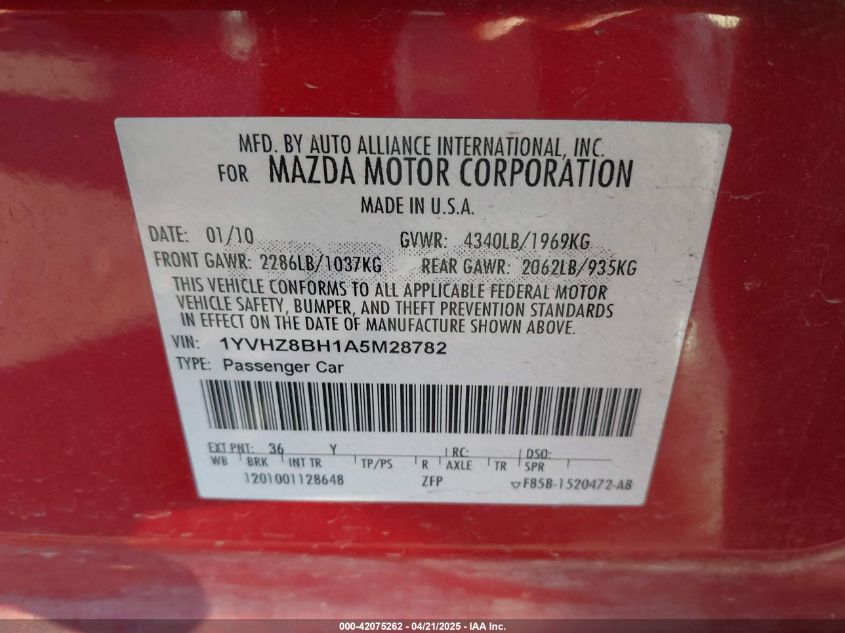 MFD. BY AUTO ALLIANCE INTERNATIONAL, INC.
FOR MAZDA MOTOR CORPORATION
MADE IN U.S.A.
DATE: 01/10 GVWR: 4340LB/1969KG
FRONT GAWR: 2286LB/1037KG REAR GAWR: 2062LB/935KG
THIS VEHICLE CONFORMS TO ALL APPLICABLE FEDERAL MOTOR
VEHICLE SAFETY, BUMPER, AND THEFT PREVENTION STANDARDS
IN EFFECT ON THE DATE OF MANUFACTURE SHOWN ABOVE.
VIN: 1YVHZ8BH1A5M28782
TYPE: Passenger Car
EXT PNT: 36 Y RC: DSO:
WB BRK INT TR TP/PS R AXLE TR SPR
1201001128648 ZFP ▽F85B-1520472-AB
000-42075262 - 04/21/2025 - IAA Inc.